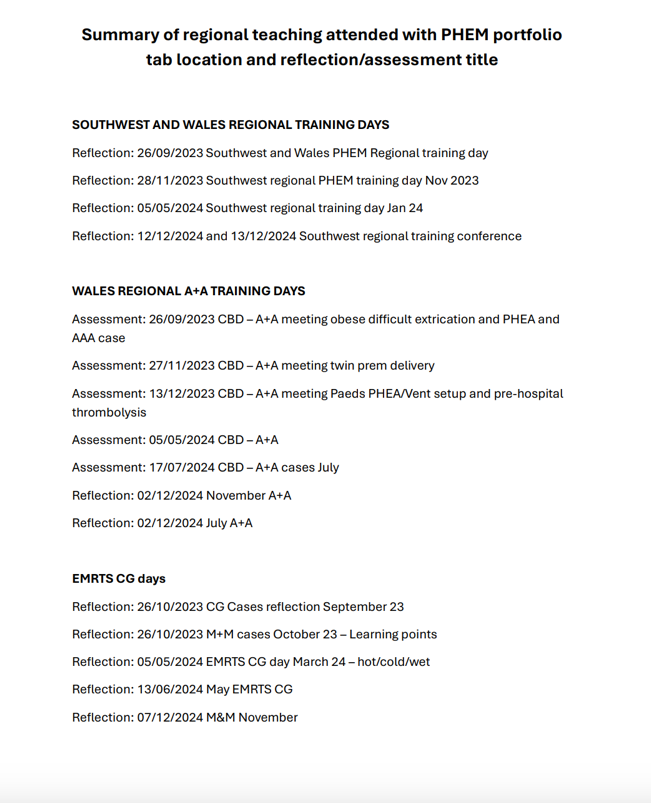 Summary of regional teaching attended with PHEM portfolio
tab location and reflection/assessment title
SOUTHWEST AND WALES REGIONAL TRAINING DAYS
Reflection: 26/09/2023 Southwest and Wales PHEM Regional training day
Reflection: 28/11/2023 Southwest regional PHEM training day Nov 2023
Reflection: 05/05/2024 Southwest regional training day Jan 24
Reflection: 12/12/2024 and 13/12/2024 Southwest regional training conference
WALES REGIONAL A+A TRAINING DAYS
Assessment: 26/09/2023 CBD – A+A meeting obese difficult extrication and PHEA and
AAA case
Assessment: 27/11/2023 CBD – A+A meeting twin prem delivery
Assessment: 13/12/2023 CBD – A+A meeting Paeds PHEA/Vent setup and pre-hospital
thrombolysis
Assessment: 05/05/2024 CBD – A+A
Assessment: 17/07/2024 CBD – A+A cases July
Reflection: 02/12/2024 November A+A
Reflection: 02/12/2024 July A+A
EMRTS CG days
Reflection: 26/10/2023 CG Cases reflection September 23
Reflection: 26/10/2023 M+M cases October 23 – Learning points
Reflection: 05/05/2024 EMRTS CG day March 24 – hot/cold/wet
Reflection: 13/06/2024 May EMRTS CG
Reflection: 07/12/2024 M&M November